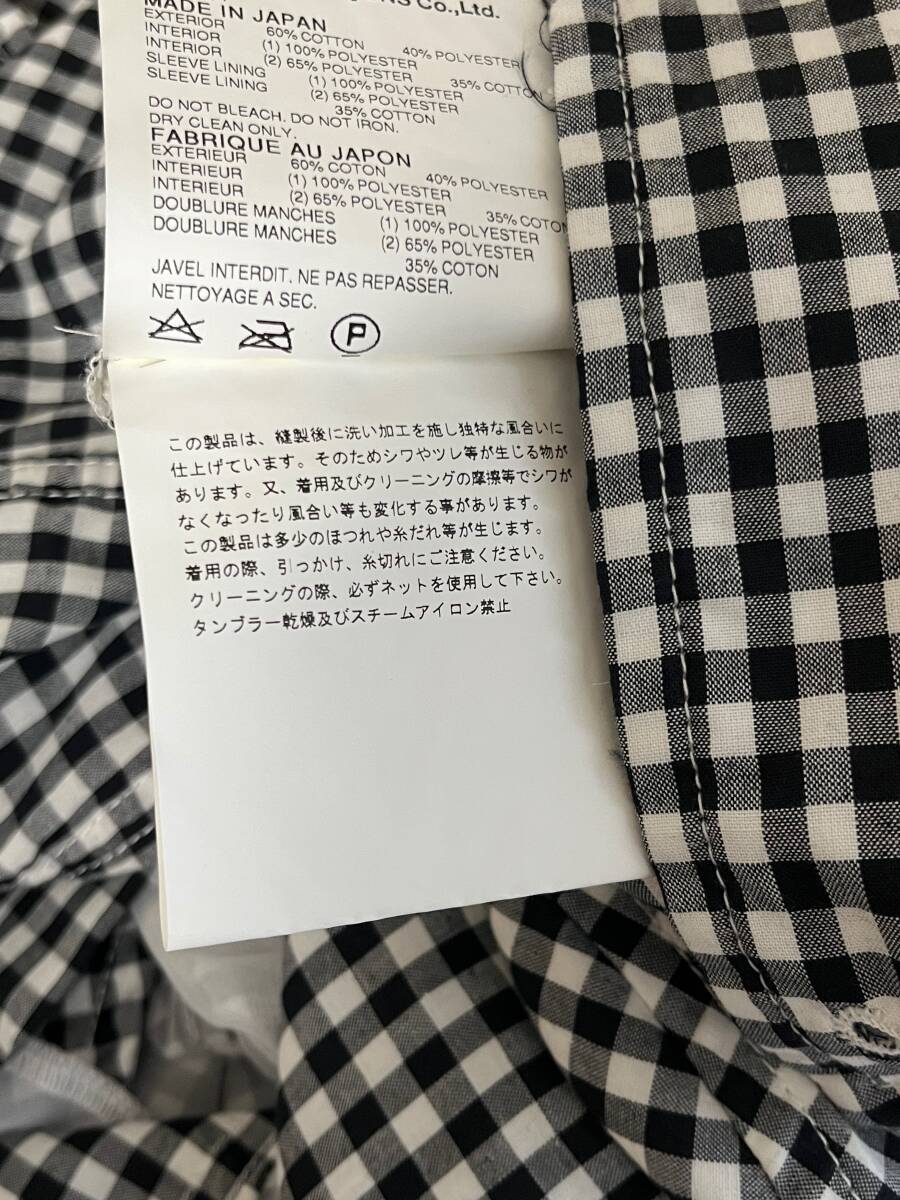 NS Co.,Ltd.
MADE IN JAPAN
EXTERIOR 60% COTTON 40% POLYESTER
INTERIOR (1) 100% POLYESTER
INTERIOR (2) 65% POLYESTER 35% COTTON
SLEEVE LINING (1) 100% POLYESTER
SLEEVE LINING (2) 65% POLYESTER
35% COTTON
DO NOT BLEACH. DO NOT IRON.
DRY CLEAN ONLY.
FABRIQUE AU JAPON
EXTERIEUR 60% COTON 40% POLYESTER
INTERIEUR (1) 100% POLYESTER
INTERIEUR (2) 65% POLYESTER 35% COTON
DOUBLURE MANCHES (1) 100% POLYESTER
DOUBLURE MANCHES (2) 65% POLYESTER
35% COTON
JAVEL INTERDIT. NE PAS REPASSER.
NETTOYAGE A SEC.
P
この製品は、縫製後に洗い加工を施し独特な風合いに
仕上げています。そのためシワやツレ等が生じる物が
あります。又、着用及びクリーニングの摩擦等でシワが
なくなったり風合い等も変化する事があります。
この製品は多少のほつれや糸だれ等が生じます。
着用の際、引っかけ、糸切れにご注意ください。
クリーニングの際、必ずネットを使用して下さい。
タンブラー乾燥及びスチームアイロン禁止